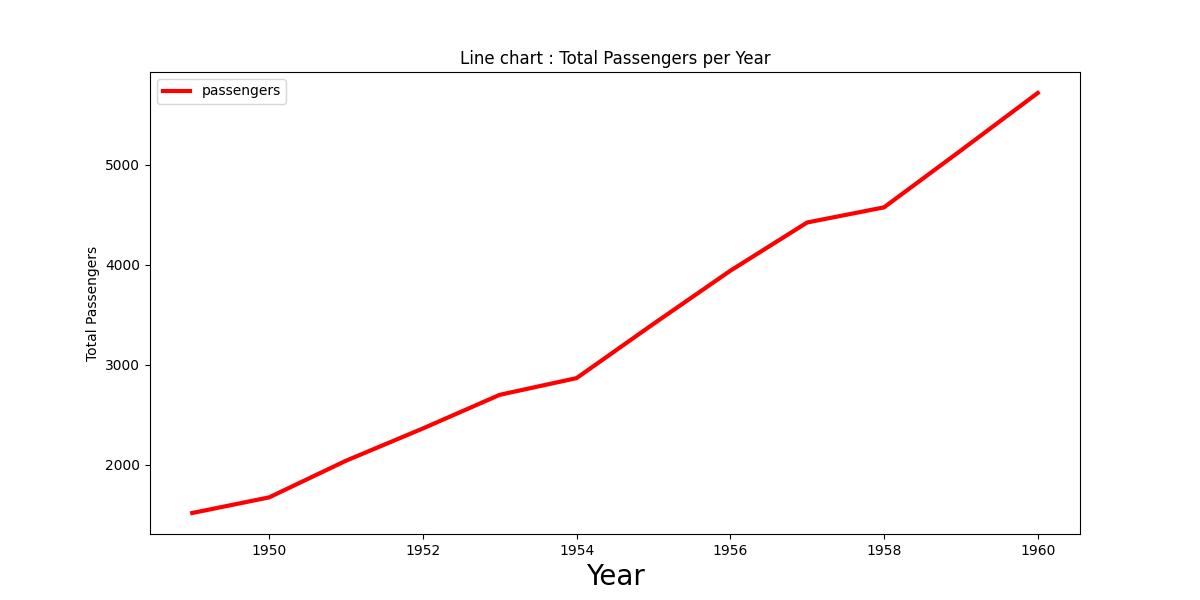 Line chart : Total Passengers per Year
passengers
Total Passengers
5000
4000
3000
2000
1950 1952 1954 1956 1958 1960
Year